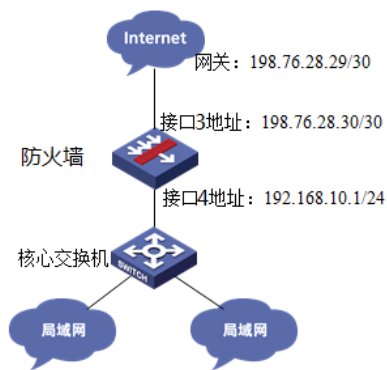 Internet
网关：198.76.28.29/30
接口3地址：198.76.28.30/30
防火墙
接口4地址：192.168.10.1/24
核心交换机
SWITCH
局域网
局域网